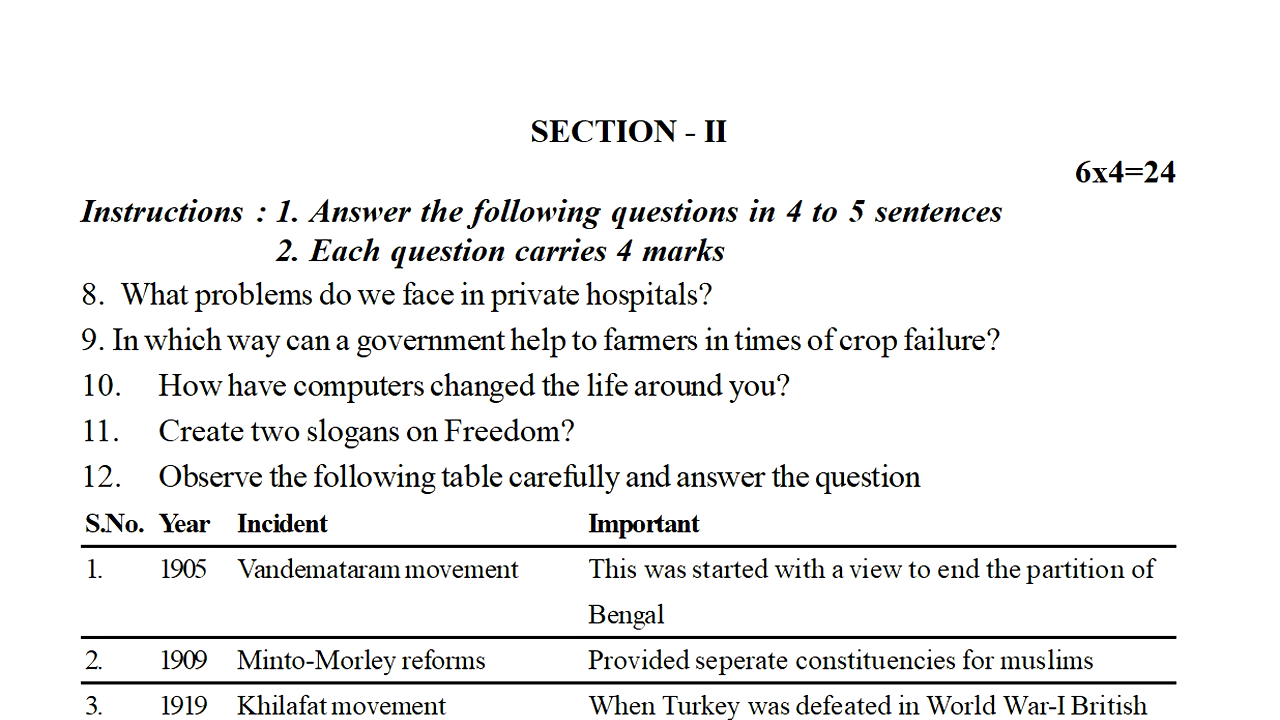 SECTION - II
6x4=24
Instructions : 1. Answer the following questions in 4 to 5 sentences
2. Each question carries 4 marks
8. What problems do we face in private hospitals?
9. In which way can a government help to farmers in times of crop failure?
10. How have computers changed the life around you?
11. Create two slogans on Freedom?
12. Observe the following table carefully and answer the question
S.No. Year Incident Important
1. 1905 Vandemataram movement This was started with a view to end the partition of
Bengal
2. 1909 Minto-Morley reforms Provided seperate constituencies for muslims
3. 1919 Khilafat movement When Turkey was defeated in World War-I British